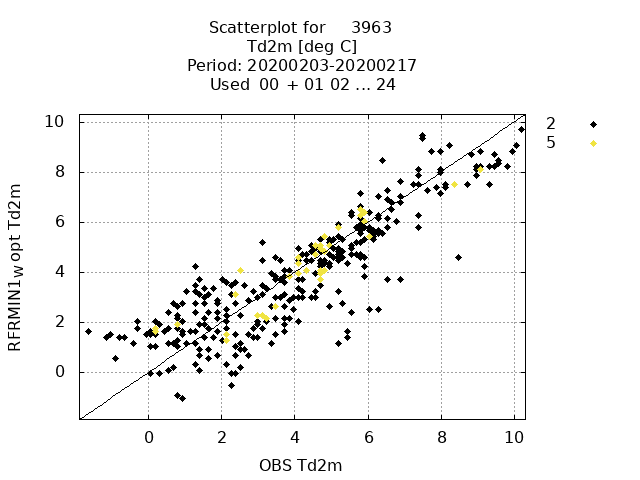 Scatterplot for 3963
Td2m [deg C]
Period: 20200203-20200217
Used 00 + 01 02 ... 24
2
5
10
8
6
4
2
0
RFRMIN1w opt Td2m
0 2 4 6 8 10
OBS Td2m